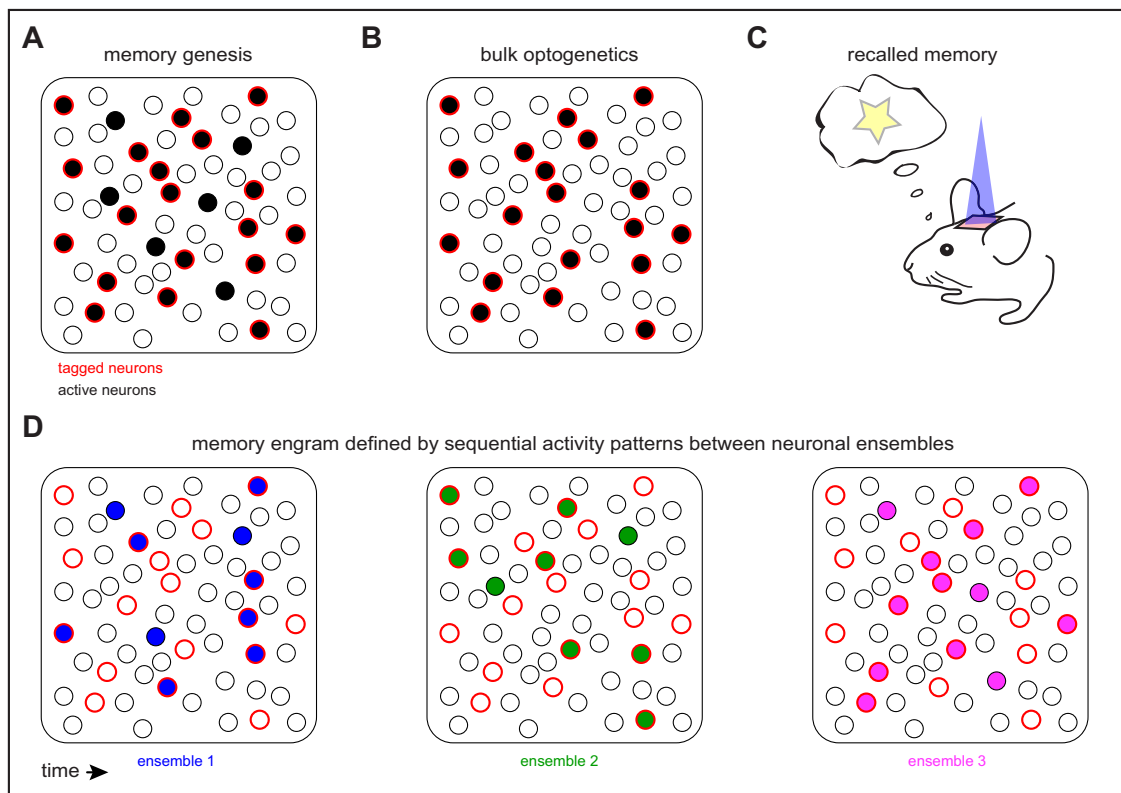 A
memory genesis
B
bulk optogenetics
C
recalled memory
tagged neurons
active neurons
D
memory engram defined by sequential activity patterns between neuronal ensembles
time
ensemble 1
ensemble 2
ensemble 3